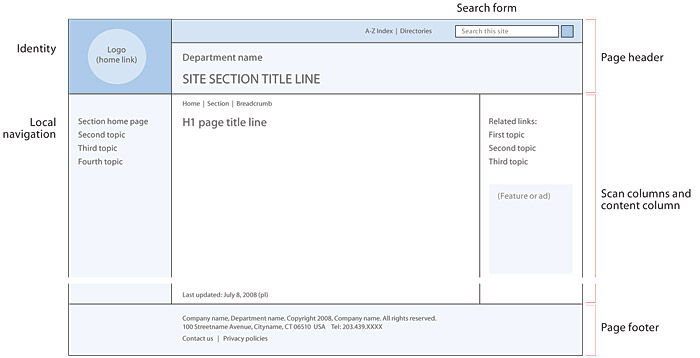 Search form
Identity
Logo
(home link)
A-Z Index | Directories
Search this site
Department name
SITE SECTION TITLE LINE
Page header
Local
navigation
Section home page
Second topic
Third topic
Fourth topic
Home | Section | Breadcrumb
H1 page title line
Related links:
First topic
Second topic
Third topic
(Feature or ad)
Scan columns and
content column
Last updated: July 8, 2008 (pl)
Company name, Department name. Copyright 2008, Company name. All rights reserved.
100 Streetname Avenue, Cityname, CT 06510 USA Tel: 203.439.XXXX
Contact us | Privacy policies
Page footer